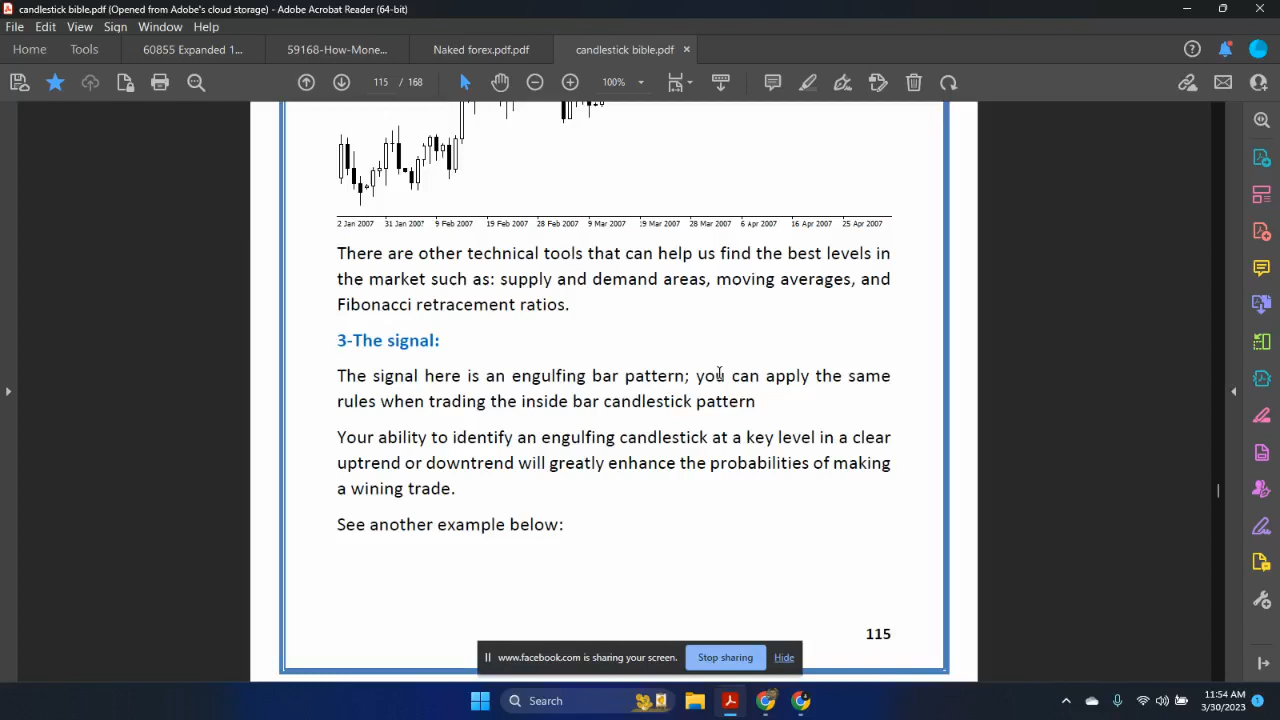 candlestick bible.pdf (Opened from Adobe's cloud storage) - Adobe Acrobat Reader (64-bit)
File Edit View Sign Window Help
Home Tools 60855 Expanded 1... 59168-How-Mone... Naked forex.pdf.pdf candlestick bible.pdf ×
115 / 168 100%
2 Jan 2007 31 Jan 2007 9 Feb 2007 19 Feb 2007 28 Feb 2007 9 Mar 2007 19 Mar 2007 28 Mar 2007 6 Apr 2007 16 Apr 2007 25 Apr 2007
There are other technical tools that can help us find the best levels in
the market such as: supply and demand areas, moving averages, and
Fibonacci retracement ratios.
3-The signal:
The signal here is an engulfing bar pattern; you can apply the same
rules when trading the inside bar candlestick pattern
Your ability to identify an engulfing candlestick at a key level in a clear
uptrend or downtrend will greatly enhance the probabilities of making
a wining trade.
See another example below:
115
www.facebook.com is sharing your screen. Stop sharing Hide
Search
11:54 AM
3/30/2023